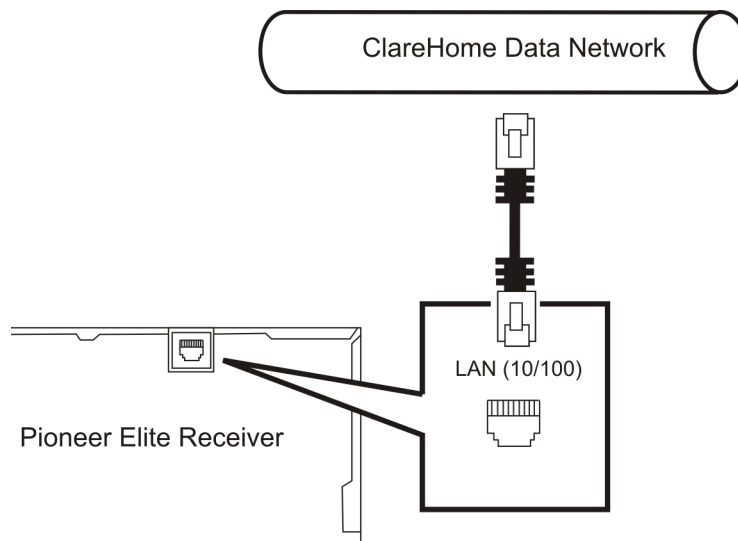 ClareHome Data Network
LAN (10/100)
Pioneer Elite Receiver